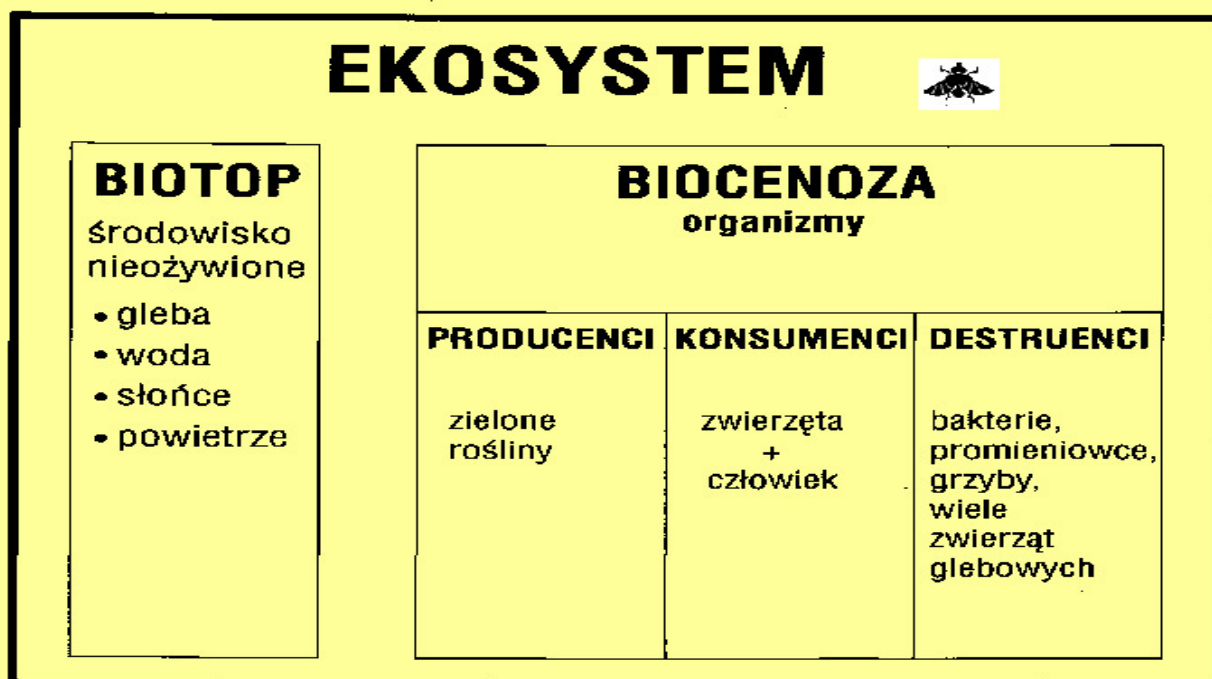 EKOSYSTEM
BIOTOP
środowisko
nieożywione
• gleba
• woda
• słońce
• powietrze
BIOCENOZA
organizmy
PRODUCENCI
zielone
rośliny
KONSUMENCI
zwierzęta
+
człowiek
DESTRUENCI
bakterie,
promieniowce,
grzyby,
wiele
zwierząt
glebowych